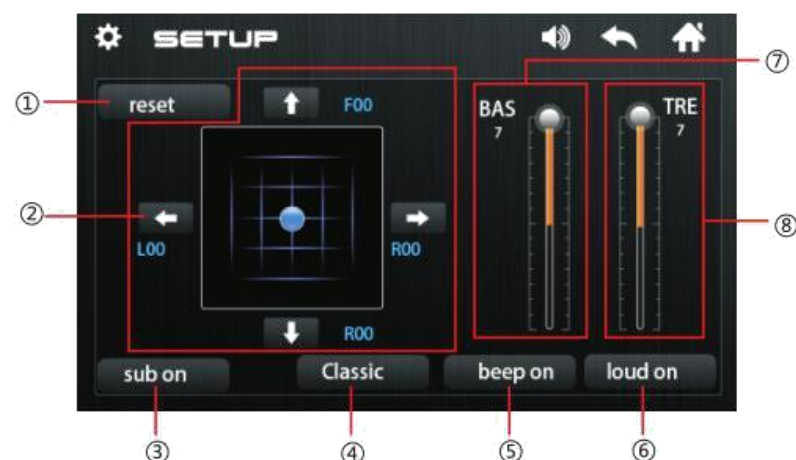 SETUP
⑦
①
reset
F00
BAS
7
TRE
7
②
L00
R00
⑧
R00
sub on
Classic
beep on
loud on
③
④
⑤
⑥